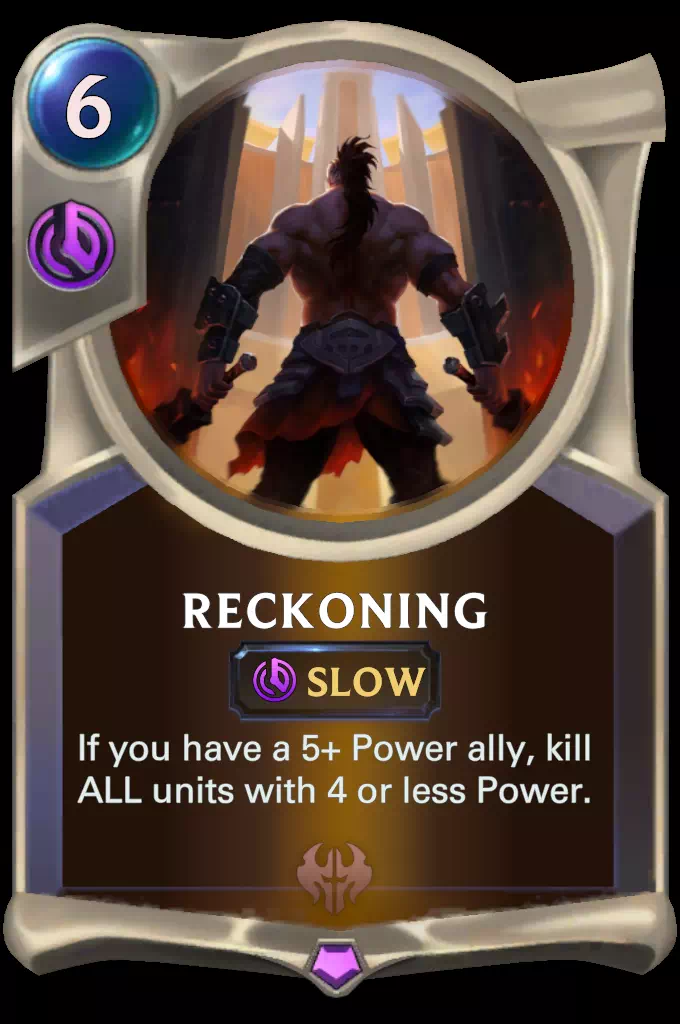 6
RECKONING
SLOW
If you have a 5+ Power ally, kill
ALL units with 4 or less Power.